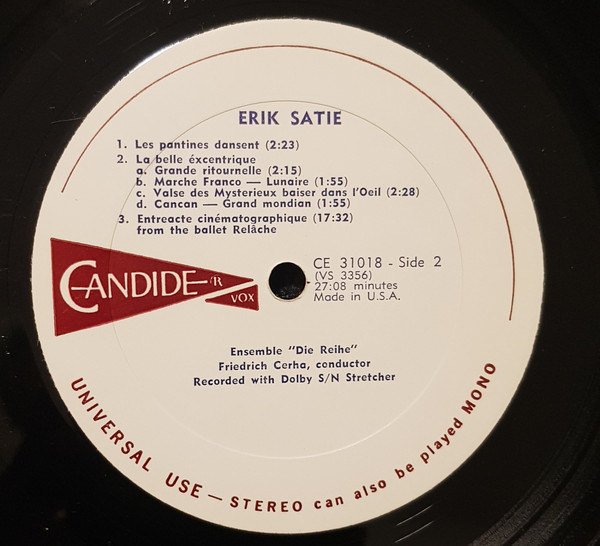 ERIK SATIE
1. Les pantines dansent (2:23)
2. La belle éxcentrique
a. Grande ritournelle (2:15)
b. Marche Franco — Lunaire (1:55)
c. Valse des Mysterieux baiser dans l'Oeil (2:28)
d. Cancan — Grand mondian (1:55)
3. Entreacte cinématographique (17:32)
from the ballet Relâche
CANDIDE R
VOX
CE 31018 - Side 2
(VS 3356)
27:08 minutes
Made in U.S.A.
Ensemble "Die Reihe"
Friedrich Cerha, conductor
Recorded with Dolby S/N Stretcher
UNIVERSAL USE — STEREO can also be played MONO